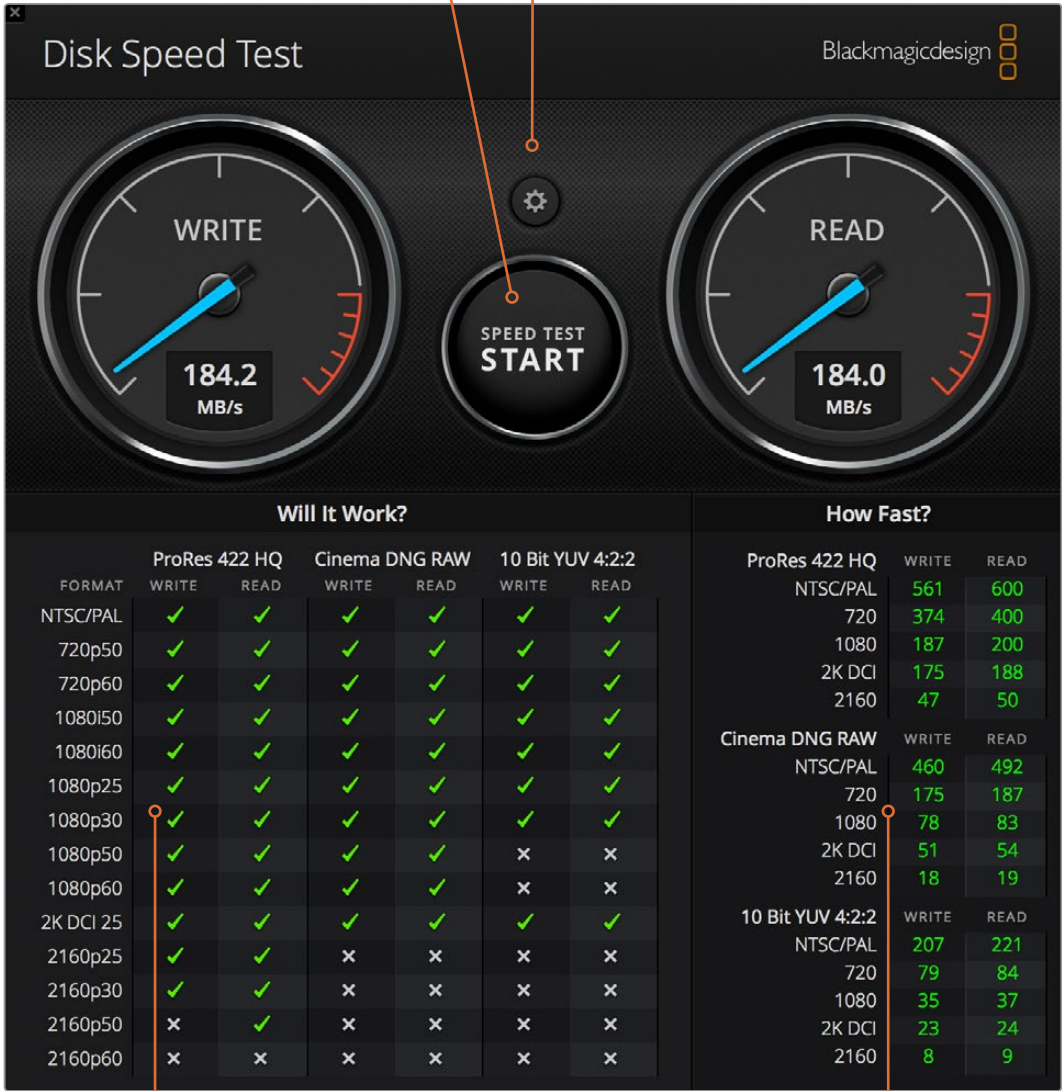 Disk Speed Test
Blackmagicdesign
WRITE
184.2
MB/s
SPEED TEST
START
READ
184.0
MB/s
Will It Work?
ProRes 422 HQ Cinema DNG RAW 10 Bit YUV 4:2:2
FORMAT WRITE READ WRITE READ WRITE READ
NTSC/PAL ✓ ✓ ✓ ✓ ✓ ✓
720p50 ✓ ✓ ✓ ✓ ✓ ✓
720p60 ✓ ✓ ✓ ✓ ✓ ✓
1080i50 ✓ ✓ ✓ ✓ ✓ ✓
1080i60 ✓ ✓ ✓ ✓ ✓ ✓
1080p25 ✓ ✓ ✓ ✓ ✓ ✓
1080p30 ✓ ✓ ✓ ✓ ✓ ✓
1080p50 ✓ ✓ ✓ ✓ × ×
1080p60 ✓ ✓ ✓ ✓ × ×
2K DCI 25 ✓ ✓ ✓ ✓ ✓ ✓
2160p25 ✓ ✓ × × × ×
2160p30 ✓ ✓ × × × ×
2160p50 × ✓ × × × ×
2160p60 × × × × × ×
How Fast?
ProRes 422 HQ WRITE READ
NTSC/PAL 561 600
720 374 400
1080 187 200
2K DCI 175 188
2160 47 50
Cinema DNG RAW WRITE READ
NTSC/PAL 460 492
720 175 187
1080 78 83
2K DCI 51 54
2160 18 19
10 Bit YUV 4:2:2 WRITE READ
NTSC/PAL 207 221
720 79 84
1080 35 37
2K DCI 23 24
2160 8 9